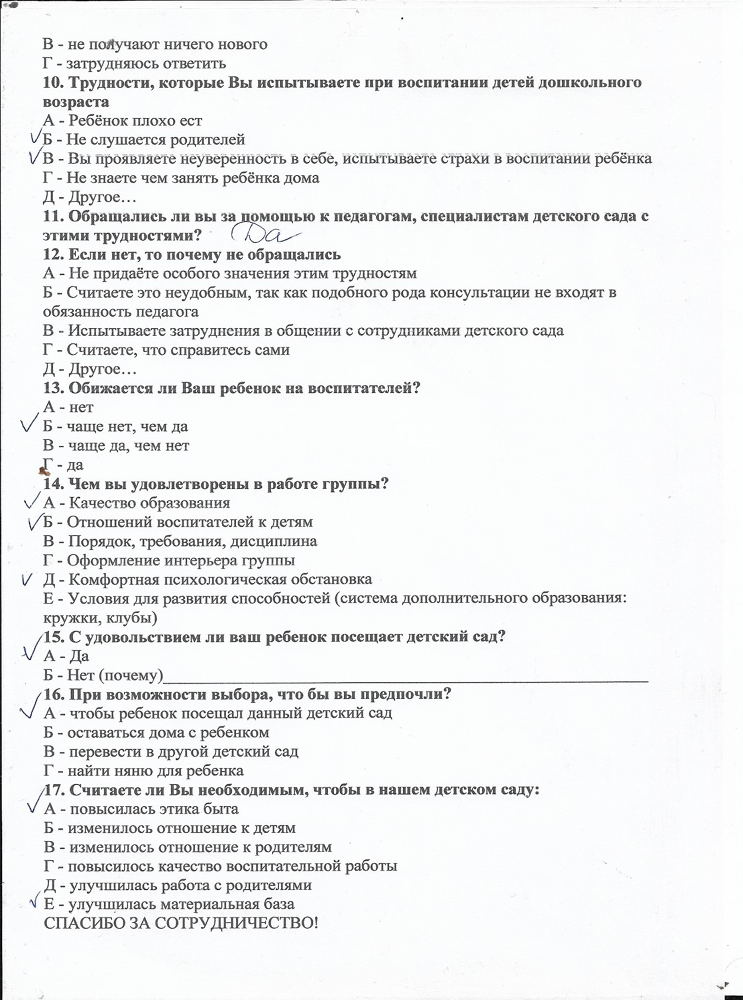 В - не получают ничего нового
Г - затрудняюсь ответить
10. Трудности, которые Вы испытываете при воспитании детей дошкольного
возраста
А - Ребёнок плохо ест
✓ Б - Не слушается родителей
✓ В - Вы проявляете неуверенность в себе, испытываете страхи в воспитании ребёнка
Г - Не знаете чем занять ребёнка дома
Д - Другое…
11. Обращались ли вы за помощью к педагогам, специалистам детского сада с
этими трудностями? Да
12. Если нет, то почему не обращались
А - Не придаёте особого значения этим трудностям
Б - Считаете это неудобным, так как подобного рода консультации не входят в
обязанность педагога
В - Испытываете затруднения в общении с сотрудниками детского сада
Г - Считаете, что справитесь сами
Д - Другое…
13. Обижается ли Ваш ребенок на воспитателей?
А - нет
✓ Б - чаще нет, чем да
В - чаще да, чем нет
Г - да
14. Чем вы удовлетворены в работе группы?
✓ А - Качество образования
✓ Б - Отношений воспитателей к детям
В - Порядок, требования, дисциплина
Г - Оформление интерьера группы
✓ Д - Комфортная психологическая обстановка
Е - Условия для развития способностей (система дополнительного образования:
кружки, клубы)
15. С удовольствием ли ваш ребенок посещает детский сад?
✓ А - Да
Б - Нет (почему)____________________
16. При возможности выбора, что бы вы предпочли?
✓ А - чтобы ребенок посещал данный детский сад
Б - оставаться дома с ребенком
В - перевести в другой детский сад
Г - найти няню для ребенка
17. Считаете ли Вы необходимым, чтобы в нашем детском саду:
✓ А - повысилась этика быта
Б - изменилось отношение к детям
В - изменилось отношение к родителям
Г - повысилось качество воспитательной работы
Д - улучшилась работа с родителями
✓ Е - улучшилась материальная база
СПАСИБО ЗА СОТРУДНИЧЕСТВО!